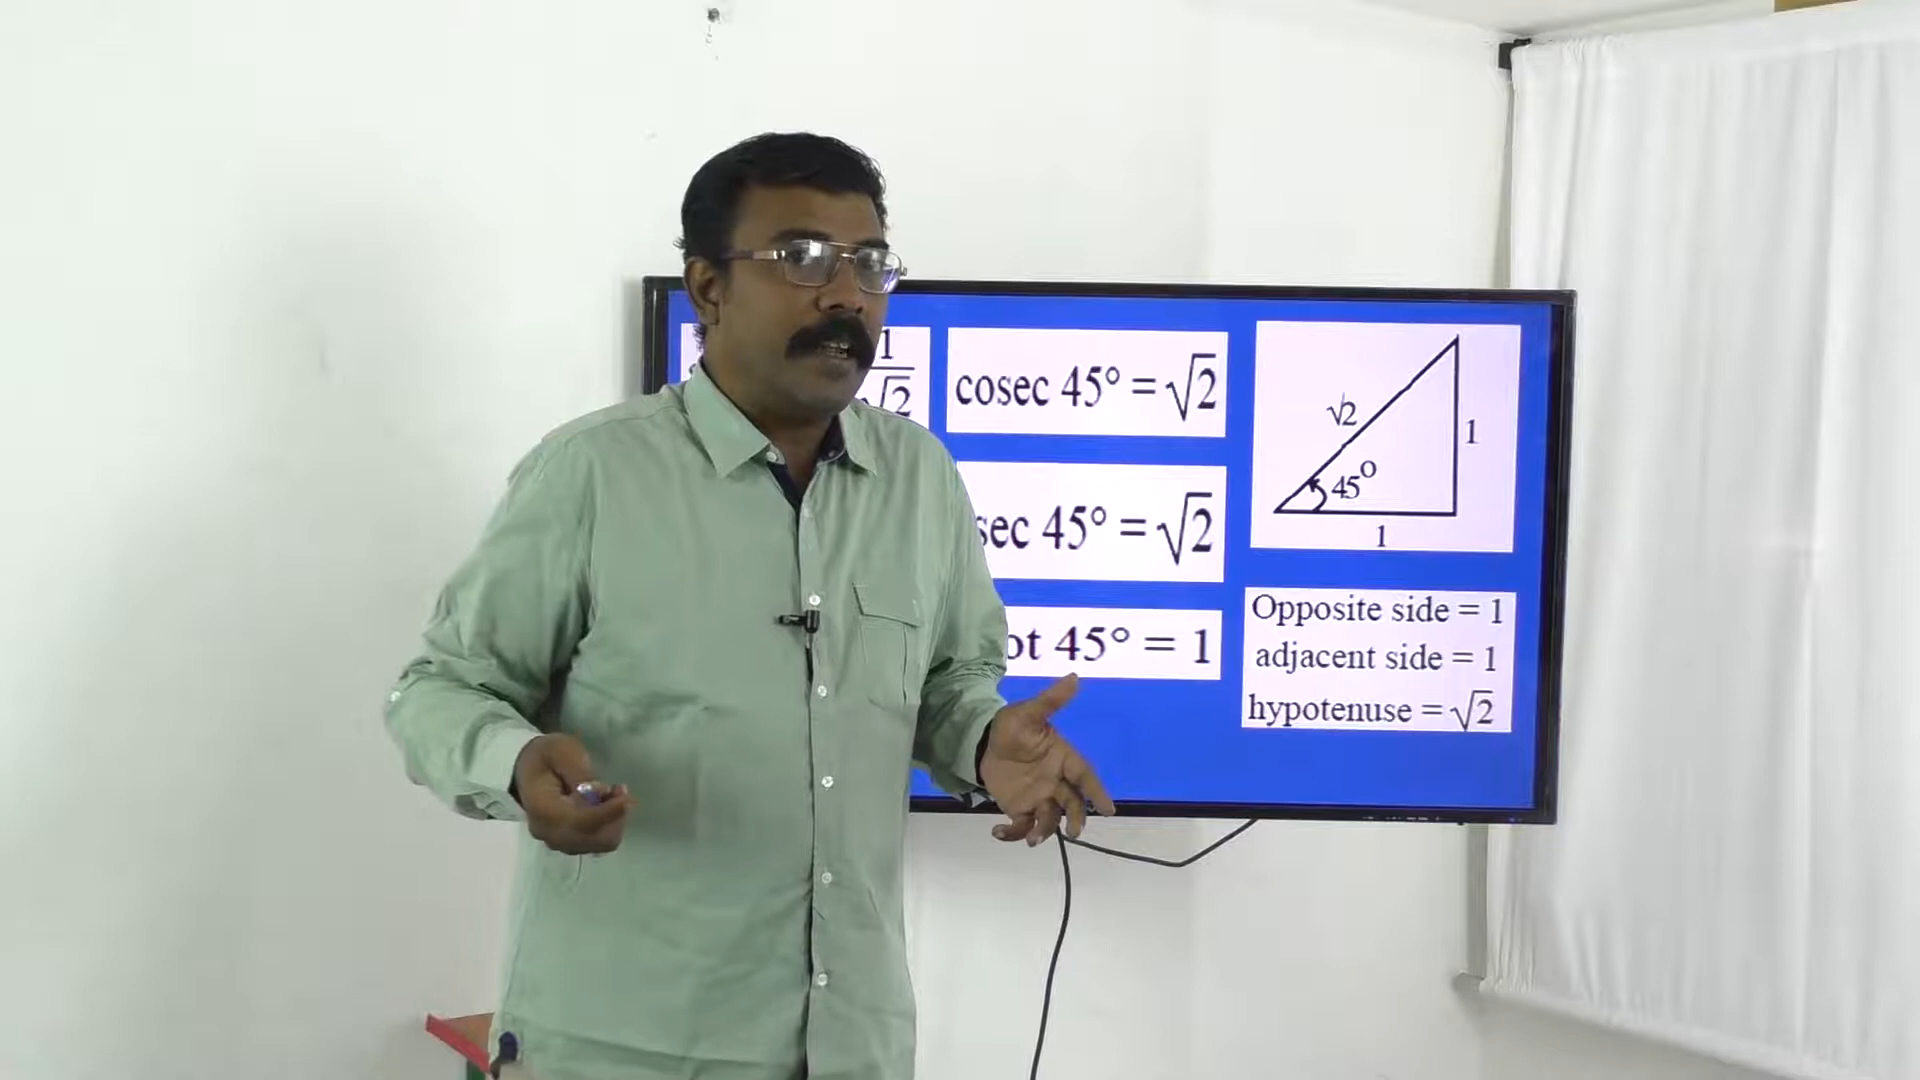 1
√2
cosec 45° = √2
sec 45° = √2
45° = 1
√2
1
45°
1
Opposite side = 1
adjacent side = 1
hypotenuse = √2